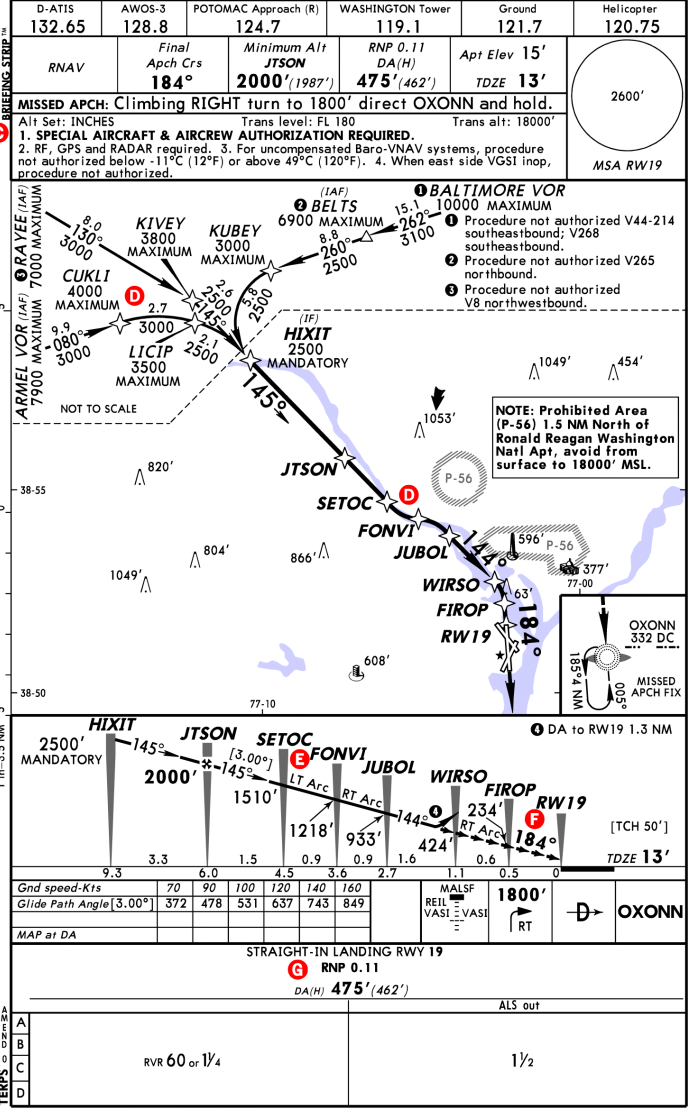 D-ATIS AWOS-3 POTOMAC Approach (R) WASHINGTON Tower Ground Helicopter
132.65 128.8 124.7 119.1 121.7 120.75
BRIEFING STRIP TM
RNAV
Final
Apch Crs
184°
Minimum Alt
JTSON
2000'(1987')
RNP 0.11
DA(H)
475'(462')
Apt Elev 15'
TDZE 13'
2600'
MSA RW19
MISSED APCH: Climbing RIGHT turn to 1800' direct OXONN and hold.
Alt Set: INCHES Trans level: FL 180 Trans alt: 18000'
1. SPECIAL AIRCRAFT & AIRCREW AUTHORIZATION REQUIRED.
2. RF, GPS and RADAR required. 3. For uncompensated Baro-VNAV systems, procedure
not authorized below -11°C (12°F) or above 49°C (120°F). 4. When east side VGSI inop,
procedure not authorized.
3 RAYEE (IAF)
7000 MAXIMUM
8.0
130°
3000
KIVEY
3800
MAXIMUM
KUBEY
3000
MAXIMUM
(IAF)
2 BELTS
6900 MAXIMUM
8.8
260°
2500
1 BALTIMORE VOR
10000 MAXIMUM
15.1
262°
3100
1 Procedure not authorized V44-214
southeastbound; V268
southeastbound.
2 Procedure not authorized V265
northbound.
3 Procedure not authorized
V8 northwestbound.
CUKLI
4000
MAXIMUM
D
2.6
2500
145°
5.8
2500
ARMEL VOR (IAF)
7900 MAXIMUM
9.9
080°
3000
2.7
3000
2.1
2500
LICIP
3500
MAXIMUM
(IF)
HIXIT
2500
MANDATORY
NOT TO SCALE
145°
1049'
454'
1053'
NOTE: Prohibited Area
(P-56) 1.5 NM North of
Ronald Reagan Washington
Natl Apt, avoid from
surface to 18000' MSL.
820'
JTSON
P-56
38-55
SETOC
D
FONVI
JUBOL
144°
596'
P-56
377'
77-00
804'
866'
1049'
WIRSO
63'
FIROP
184°
RW19
608'
OXONN
332 DC
185° 4 NM
005°
MISSED
APCH FIX
38-50
77-10
HIXIT
2500'
MANDATORY
145°
JTSON
2000'
145°
[3.00°]
SETOC
E
1510'
LT Arc
FONVI
1218'
RT Arc
JUBOL
933'
144°
4 DA to RW19 1.3 NM
WIRSO
4
424'
FIROP
234'
RT Arc
F
184°
RW19
[TCH 50']
TDZE 13'
3.3 1.5 0.9 0.9 1.6 0.6
9.3 6.0 4.5 3.6 2.7 1.1 0.5 0
Gnd speed-Kts 70 90 100 120 140 160
Glide Path Angle [3.00°] 372 478 531 637 743 849
MAP at DA
MALSF
REIL
VASI VASI
1800'
RT
D
OXONN
STRAIGHT-IN LANDING RWY 19
G RNP 0.11
DA(H) 475'(462')
ALS out
A
B
C
D
RVR 60 or 1¼
1½
TERPS AMEND 0